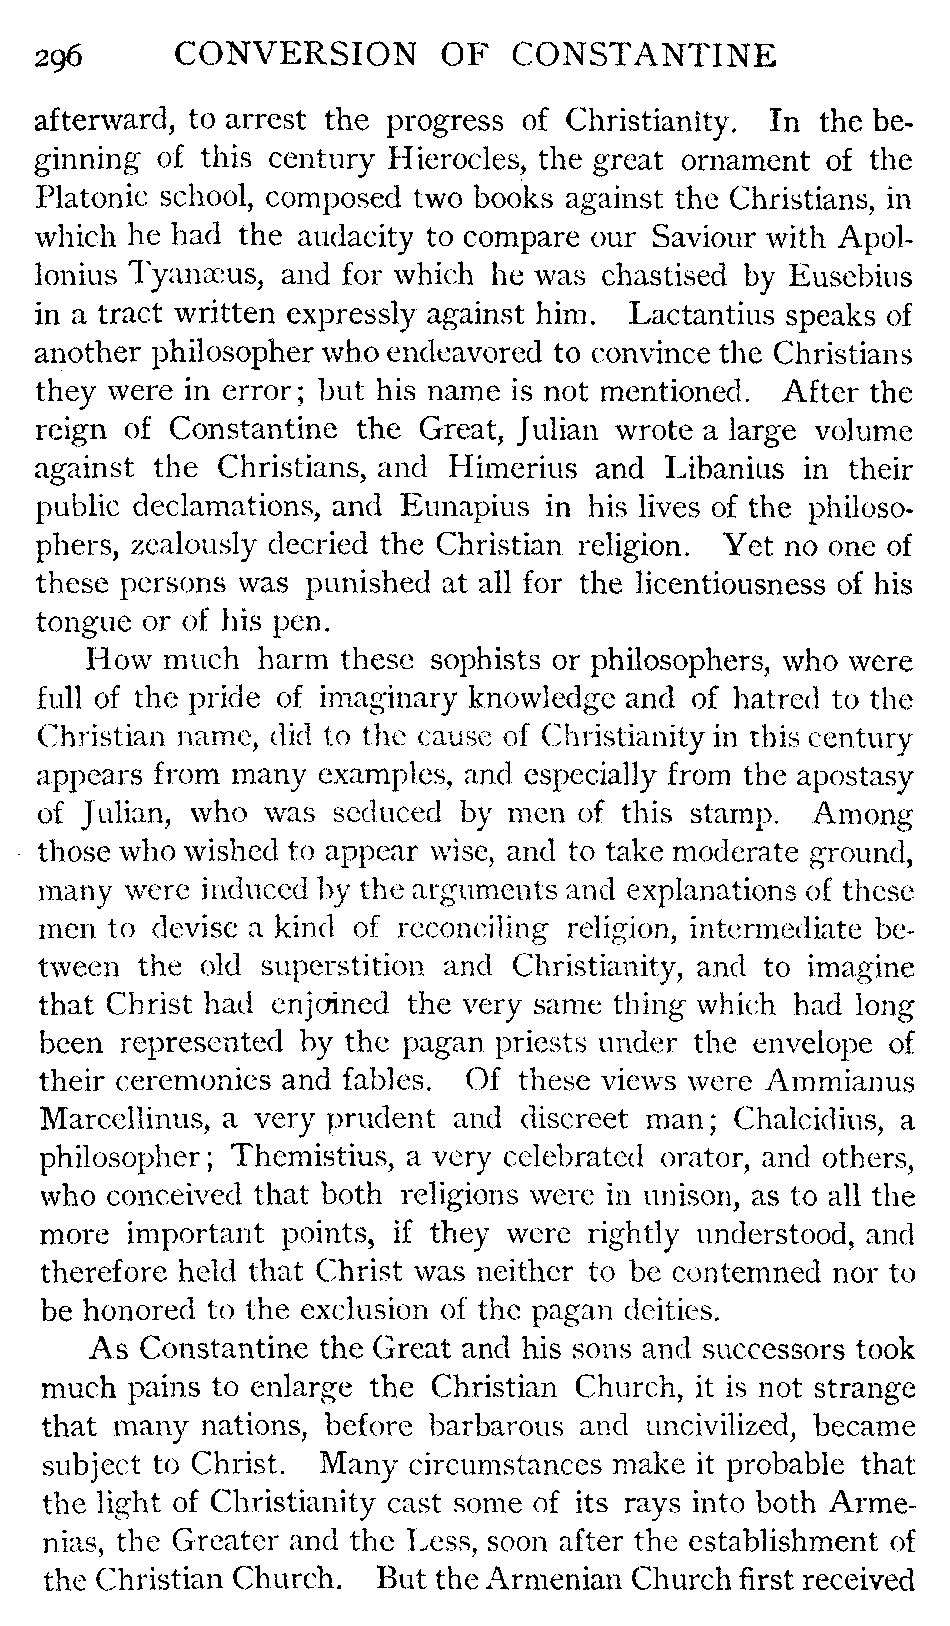 296 CONVERSION OF CONSTANTINE
afterward, to arrest the progress of Christianity. In the be-
ginning of this century Hierocles, the great ornament of the
Platonic school, composed two books against the Christians, in
which he had the audacity to compare our Saviour with Apol-
lonius Tyanæus, and for which he was chastised by Eusebius
in a tract written expressly against him. Lactantius speaks of
another philosopher who endeavored to convince the Christians
they were in error; but his name is not mentioned. After the
reign of Constantine the Great, Julian wrote a large volume
against the Christians, and Himerius and Libanius in their
public declamations, and Eunapius in his lives of the philoso-
phers, zealously decried the Christian religion. Yet no one of
these persons was punished at all for the licentiousness of his
tongue or of his pen.
How much harm these sophists or philosophers, who were
full of the pride of imaginary knowledge and of hatred to the
Christian name, did to the cause of Christianity in this century
appears from many examples, and especially from the apostasy
of Julian, who was seduced by men of this stamp. Among
those who wished to appear wise, and to take moderate ground,
many were induced by the arguments and explanations of these
men to devise a kind of reconciling religion, intermediate be-
tween the old superstition and Christianity, and to imagine
that Christ had enjoined the very same thing which had long
been represented by the pagan priests under the envelope of
their ceremonies and fables. Of these views were Ammianus
Marcellinus, a very prudent and discreet man; Chalcidius, a
philosopher; Themistius, a very celebrated orator, and others,
who conceived that both religions were in unison, as to all the
more important points, if they were rightly understood, and
therefore held that Christ was neither to be contemned nor to
be honored to the exclusion of the pagan deities.
As Constantine the Great and his sons and successors took
much pains to enlarge the Christian Church, it is not strange
that many nations, before barbarous and uncivilized, became
subject to Christ. Many circumstances make it probable that
the light of Christianity cast some of its rays into both Arme-
nias, the Greater and the Less, soon after the establishment of
the Christian Church. But the Armenian Church first received